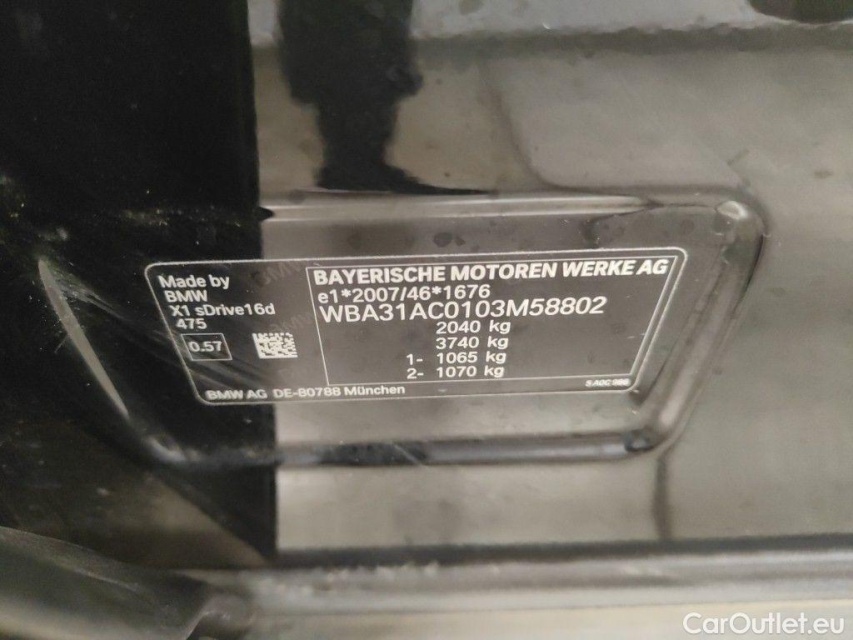 Made by
BMW
X1 sDrive16d
475
0.57
BAYERISCHE MOTOREN WERKE AG
e1*2007/46*1676
WBA31AC0103M58802
2040 kg
3740 kg
1- 1065 kg
2- 1070 kg
BMW AG DE-80788 München
CarOutlet.eu